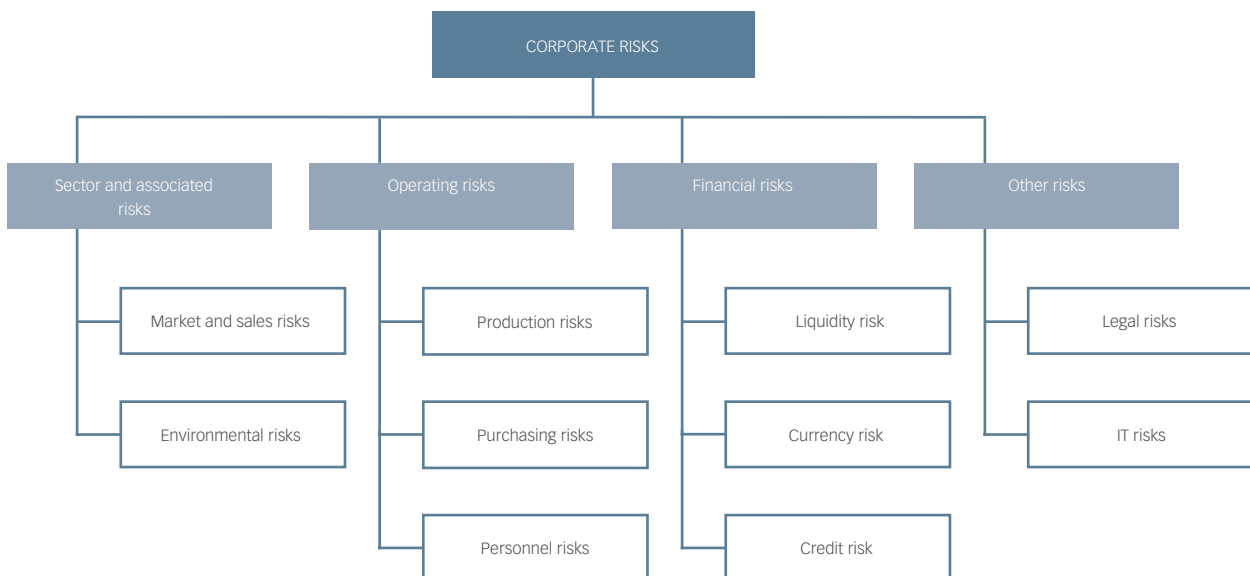 CORPORATE RISKS
Sector and associated
risks
Operating risks
Financial risks
Other risks
Market and sales risks
Production risks
Liquidity risk
Legal risks
Environmental risks
Purchasing risks
Currency risk
IT risks
Personnel risks
Credit risk